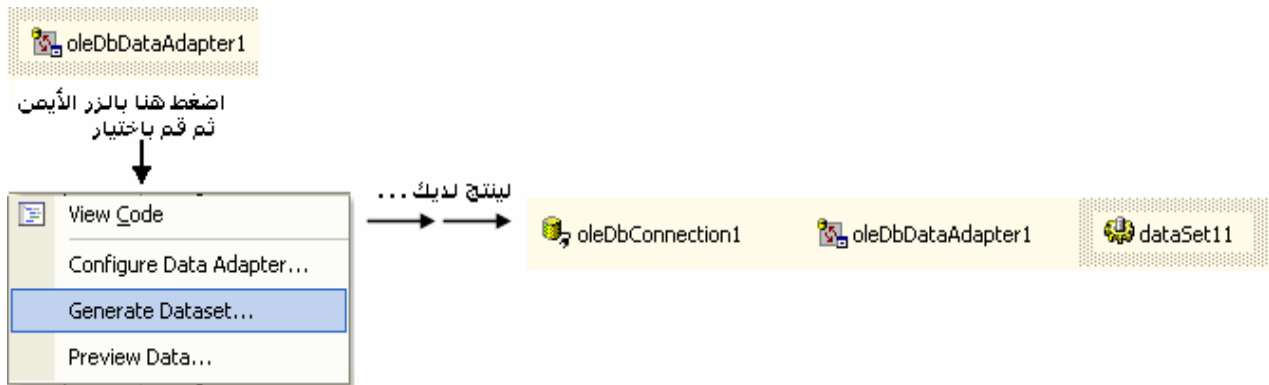 oleDbDataAdapter1
اضغط هنا بالزر الأيمن
ثم قم باختيار
View Code
Configure Data Adapter...
Generate Dataset...
Preview Data...
لينتج لديك ...
oleDbConnection1
oleDbDataAdapter1
dataSet11